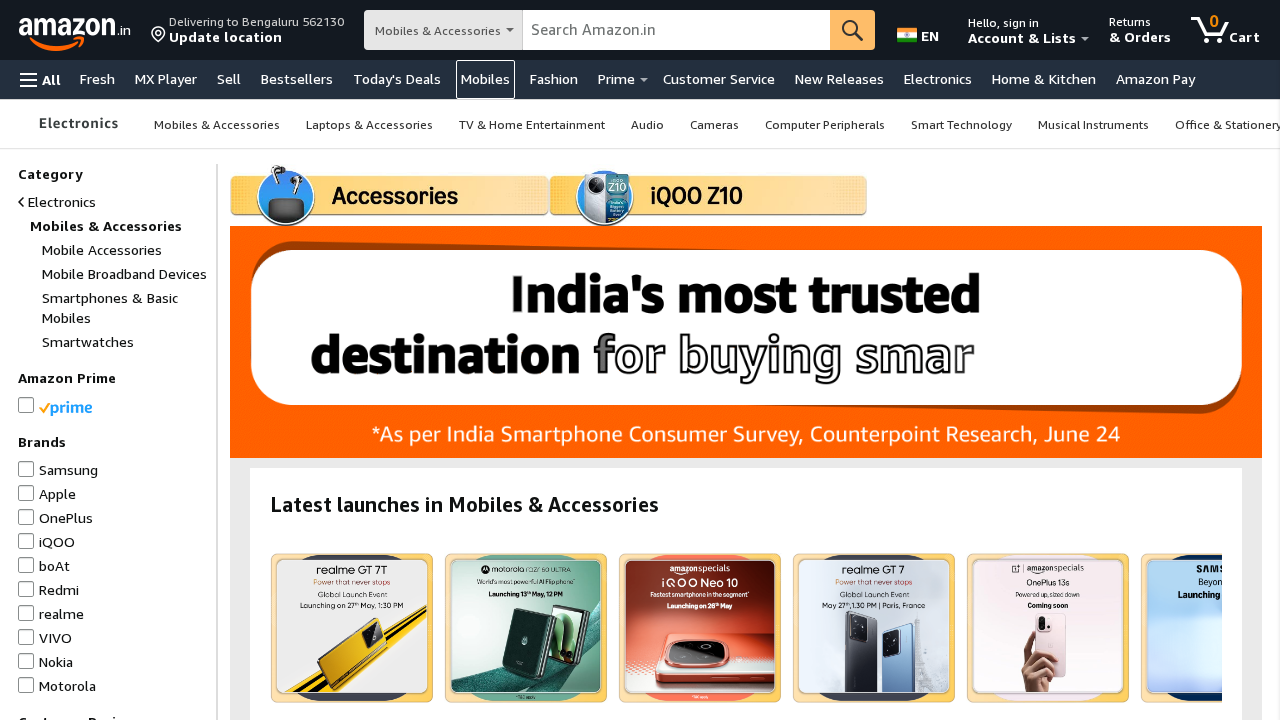 amazon.in
Delivering to Bengaluru 562130
Update location
Mobiles & Accessories
Search Amazon.in
EN
Hello, sign in
Account & Lists
Returns
& Orders
0
Cart
All
Fresh
MX Player
Sell
Bestsellers
Today's Deals
Mobiles
Fashion
Prime
Customer Service
New Releases
Electronics
Home & Kitchen
Amazon Pay
Electronics
Mobiles & Accessories
Laptops & Accessories
TV & Home Entertainment
Audio
Cameras
Computer Peripherals
Smart Technology
Musical Instruments
Office & Stationery
Category
Electronics
Mobiles & Accessories
Mobile Accessories
Mobile Broadband Devices
Smartphones & Basic
Mobiles
Smartwatches
Amazon Prime
prime
Brands
Samsung
Apple
OnePlus
iQOO
boAt
Redmi
realme
VIVO
Nokia
Motorola
Accessories
iQOO Z10
India's most trusted
destination for buying smar
*As per India Smartphone Consumer Survey, Counterpoint Research, June 24
Latest launches in Mobiles & Accessories
realme GT 7T
Power that never stops
Global Launch Event
Launching on 27th May, 1:30 PM
motorola razr 60 ULTRA
World's most powerful AI Flip phone*
Launching 13th May, 12 PM
amazonspecials
iQOO Neo 10
Fastest smartphone in the segment*
Launching on 26th May
realme GT 7
Power that never stops
Global Launch Event
May 27th,1.30 PM | Paris, France
amazonspecials
OnePlus 13s
Powered up, sized down
Coming soon
SAMS
Beyon
Launching